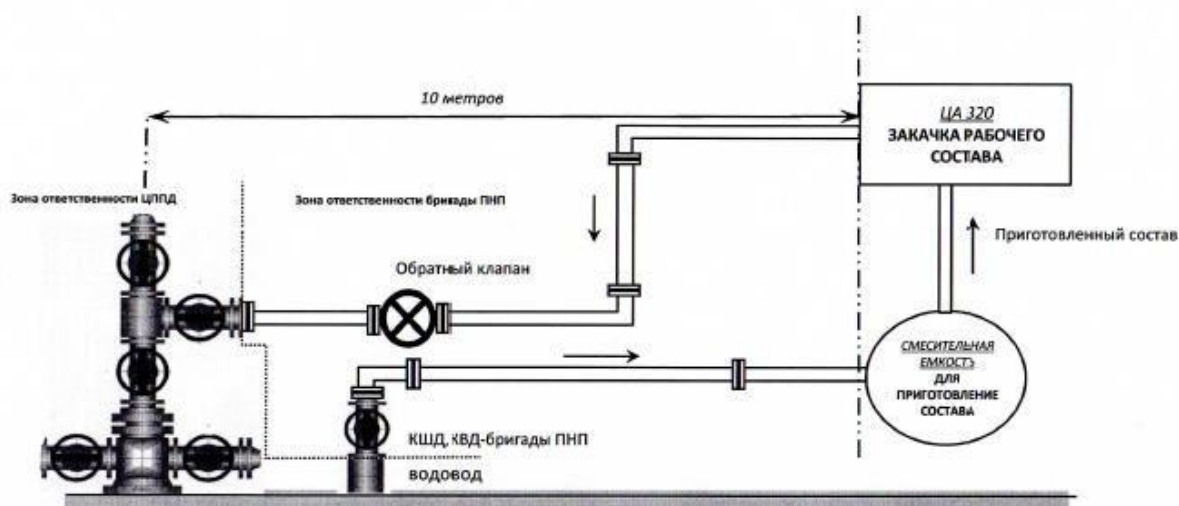 10 метров
ЦА 320
ЗАКАЧКА РАБОЧЕГО
СОСТАВА
Зона ответственности ЦППД
Зона ответственности бригады ПНП
Приготовленный состав
Обратный клапан
СМЕСИТЕЛЬНАЯ
ЕМКОСТЬ
ДЛЯ
ПРИГОТОВЛЕНИЕ
СОСТАВА
КШД, КВД-бригады ПНП
водовод